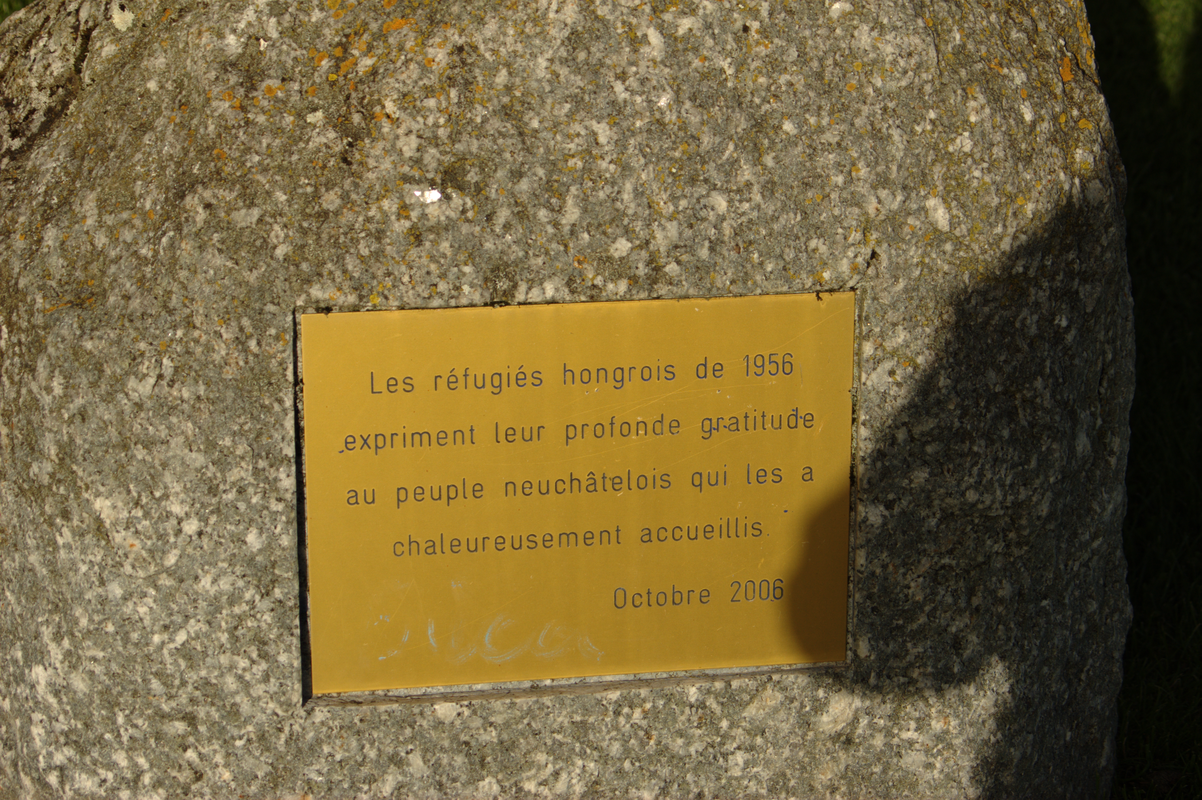 Les réfugiés hongrois de 1956
expriment leur profonde gratitude
au peuple neuchâtelois qui les a
chaleureusement accueillis.
Octobre 2006